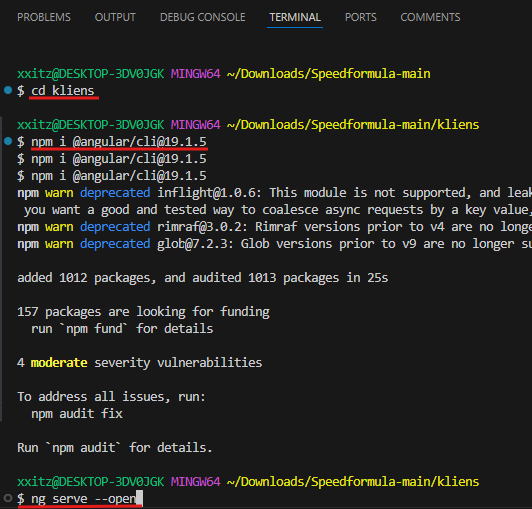 PROBLEMS OUTPUT DEBUG CONSOLE TERMINAL PORTS COMMENTS
xxitz@DESKTOP-3DV0JGK MINGW64 ~/Downloads/Speedformula-main
$ cd kliens
xxitz@DESKTOP-3DV0JGK MINGW64 ~/Downloads/Speedformula-main/kliens
$ npm i @angular/cli@19.1.5
$ npm i @angular/cli@19.1.5
$ npm i @angular/cli@19.1.5
npm warn deprecated inflight@1.0.6: This module is not supported, and leak
you want a good and tested way to coalesce async requests by a key value,
npm warn deprecated rimraf@3.0.2: Rimraf versions prior to v4 are no longe
npm warn deprecated glob@7.2.3: Glob versions prior to v9 are no longer su
added 1012 packages, and audited 1013 packages in 25s
157 packages are looking for funding
run `npm fund` for details
4 moderate severity vulnerabilities
To address all issues, run:
npm audit fix
Run `npm audit` for details.
xxitz@DESKTOP-3DV0JGK MINGW64 ~/Downloads/Speedformula-main/kliens
$ ng serve --open